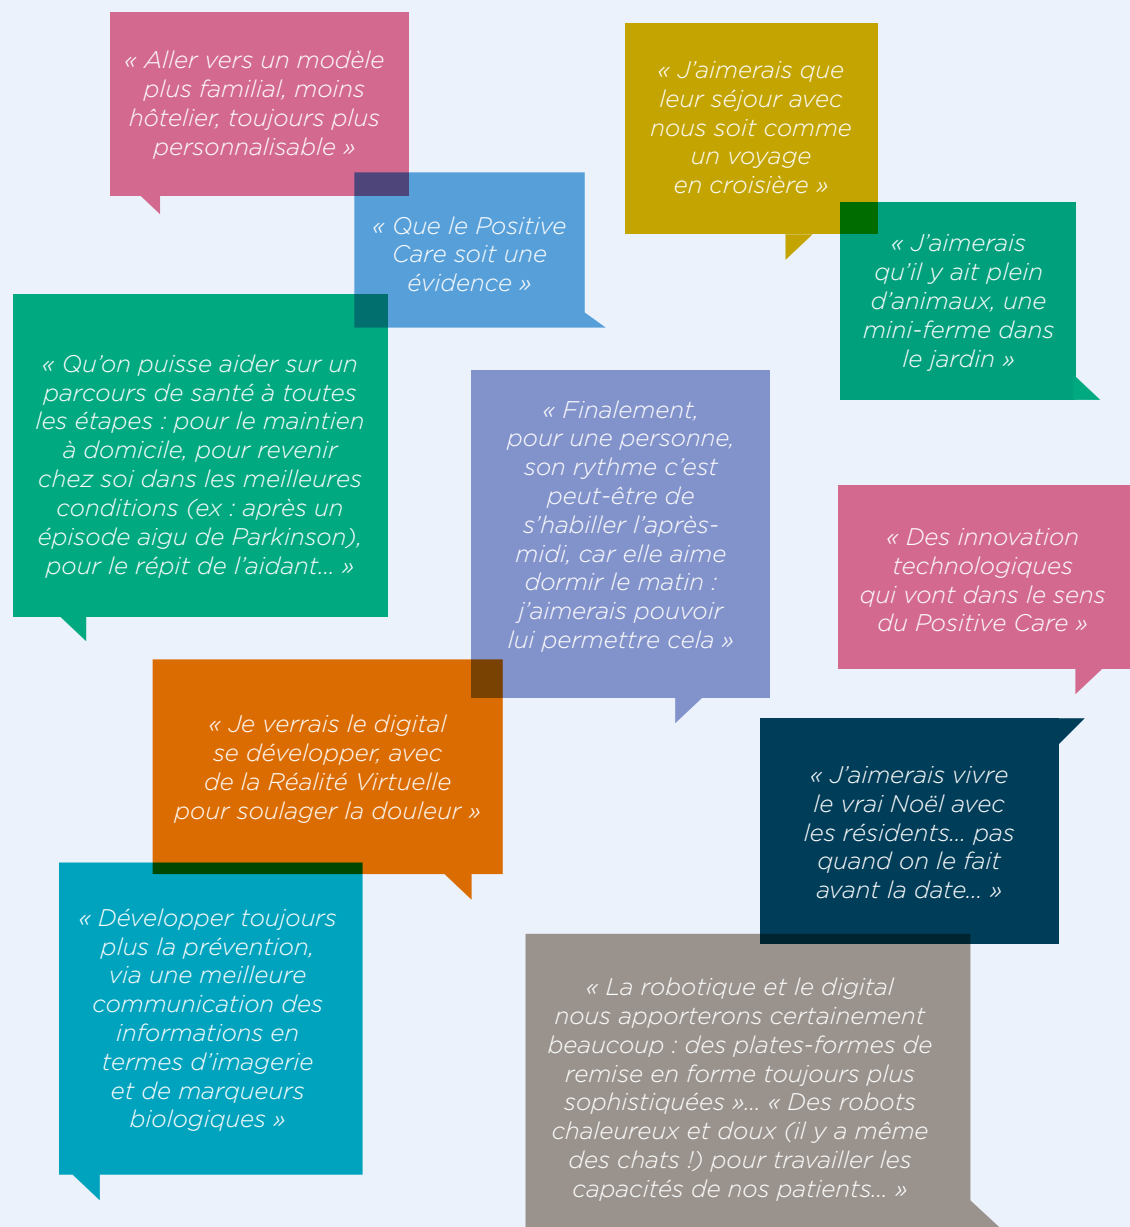 « Aller vers un modèle
plus familial, moins
hôtelier, toujours plus
personnalisable »
« J'aimerais que
leur séjour avec
nous soit comme
un voyage
en croisière »
« Que le Positive
Care soit une
évidence »
« J'aimerais
qu'il y ait plein
d'animaux, une
mini-ferme dans
le jardin »
« Qu'on puisse aider sur un
parcours de santé à toutes
les étapes : pour le maintien
à domicile, pour revenir
chez soi dans les meilleures
conditions (ex : après un
épisode aigu de Parkinson),
pour le répit de l'aidant... »
« Finalement,
pour une personne,
son rythme c'est
peut-être de
s'habiller l'après-
midi, car elle aime
dormir le matin :
j'aimerais pouvoir
lui permettre cela »
« Des innovation
technologiques
qui vont dans le sens
du Positive Care »
« Je verrais le digital
se développer, avec
de la Réalité Virtuelle
pour soulager la douleur »
« J'aimerais vivre
le vrai Noël avec
les résidents... pas
quand on le fait
avant la date... »
« Développer toujours
plus la prévention,
via une meilleure
communication des
informations en
termes d'imagerie
et de marqueurs
biologiques »
« La robotique et le digital
nous apporterons certainement
beaucoup : des plates-formes de
remise en forme toujours plus
sophistiquées »... « Des robots
chaleureux et doux (il y a même
des chats !) pour travailler les
capacités de nos patients... »